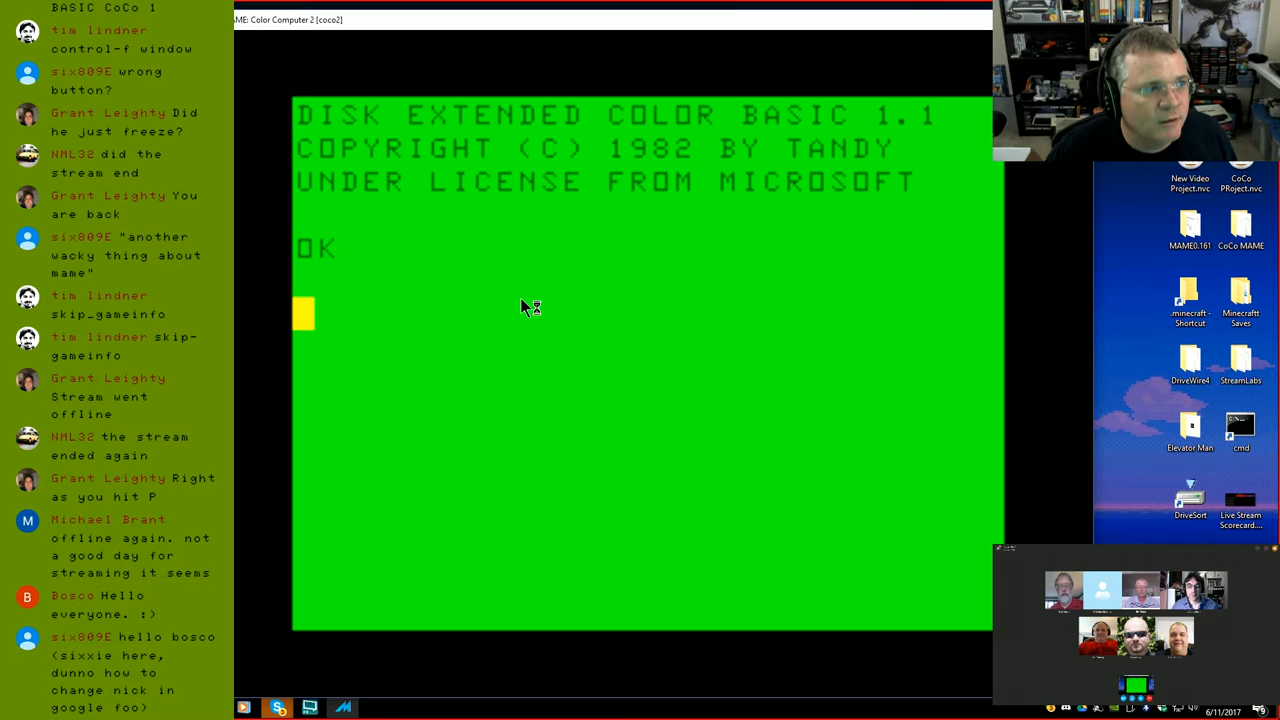 BASIC CoCo 1
tim lindner
control-f window
six809E wrong
button?
Grant Leighty Did
he just freeze?
NML32 did the
stream end
Grant Leighty You
are back
six809E "another
wacky thing about
mame"
tim lindner
skip_gameinfo
tim lindner skip-
gameinfo
Grant Leighty
Stream went
offline
NML32 the stream
ended again
Grant Leighty Right
as you hit P
M
Michael Brant
offline again. not
a good day for
streaming it seems
B
Bosco Hello
everyone. :)
six809E hello bosco
(sixxie here,
dunno how to
change nick in
google foo)
AME: Color Computer 2 [coco2]
DISK EXTENDED COLOR BASIC 1.1
COPYRIGHT (C) 1982 BY TANDY
UNDER LICENSE FROM MICROSOFT
OK
New Video
Project.nvc
CoCo
PRoject.nvc
MAME0.161
CoCo MAME
.minecraft -
Shortcut
Minecraftt
Saves
DriveWire4
StreamLabs
Elevator Man
cmd
DriveSort
Live Stream
Scorecard....
6/11/2017